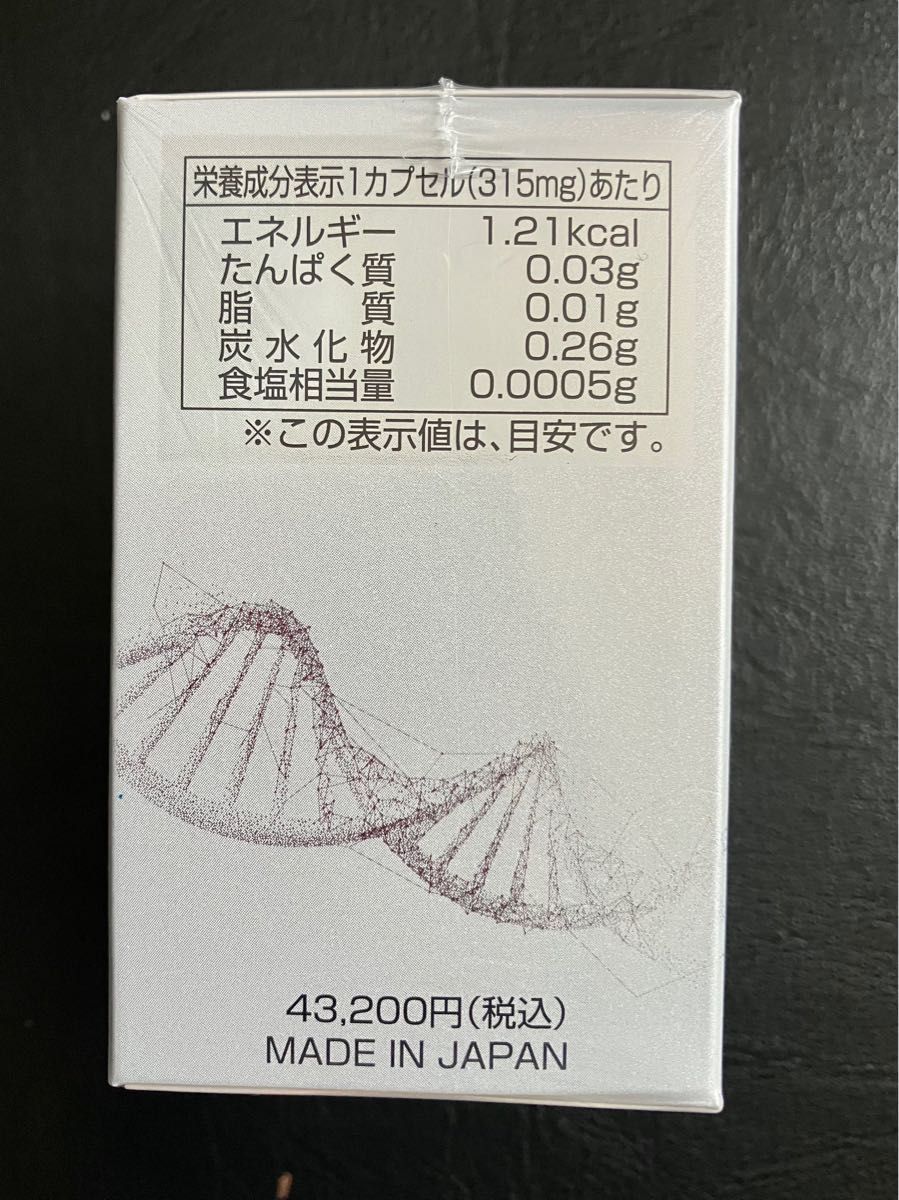 栄養成分表示1カプセル(315mg)あたり
エネルギー 1.21kcal
たんぱく質 0.03g
脂質 0.01g
炭水化物 0.26g
食塩相当量 0.0005g
※この表示値は、目安です。
43,200円(税込)
MADE IN JAPAN